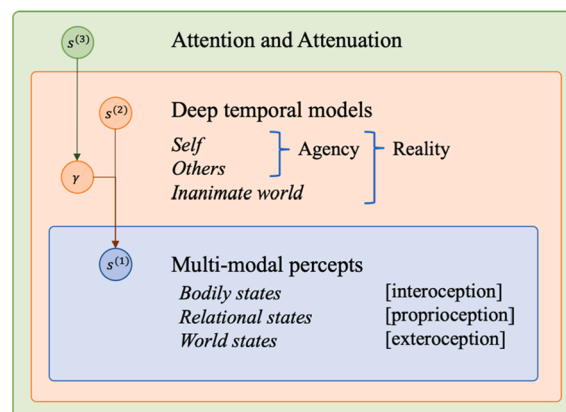 s(3) Attention and Attenuation
s(2) Deep temporal models
Self
Agency
Reality
Others
γ
Inanimate world
s(1) Multi-modal percepts
Bodily states [interoception]
Relational states [proprioception]
World states [exteroception]